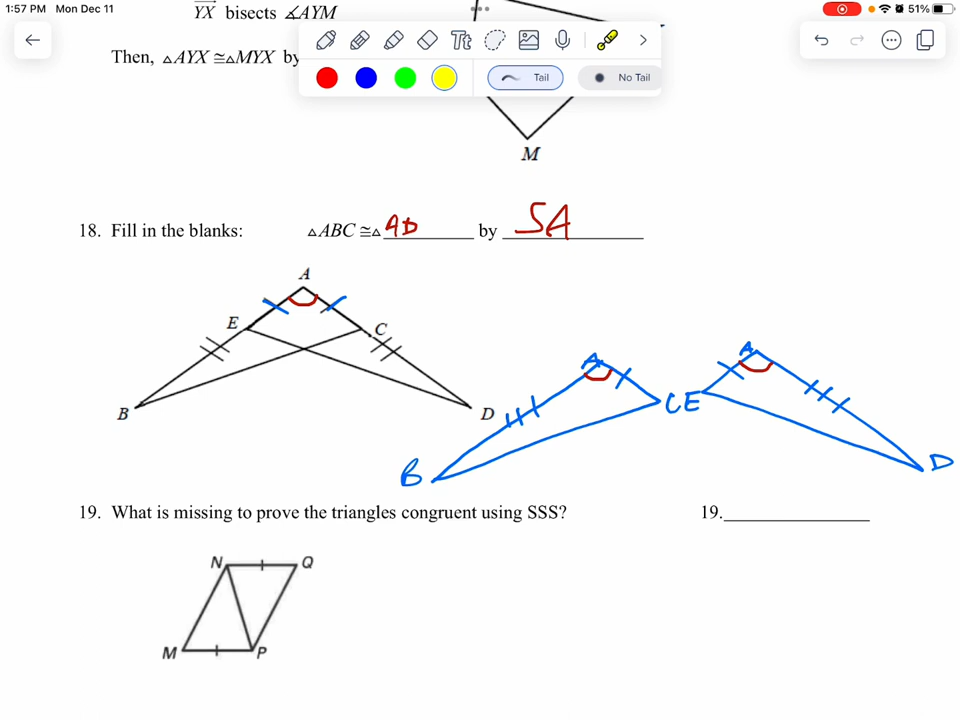 1:57 PM Mon Dec 11
51%
YX bisects ∡AYM
Then, △AYX ≅△MYX by
Tt
Tail
No Tail
M
18. Fill in the blanks: △ABC ≅△ AD by SA
A
E
C
B
D
A
B
C
A
E
D
19. What is missing to prove the triangles congruent using SSS? 19.
N
Q
M
P